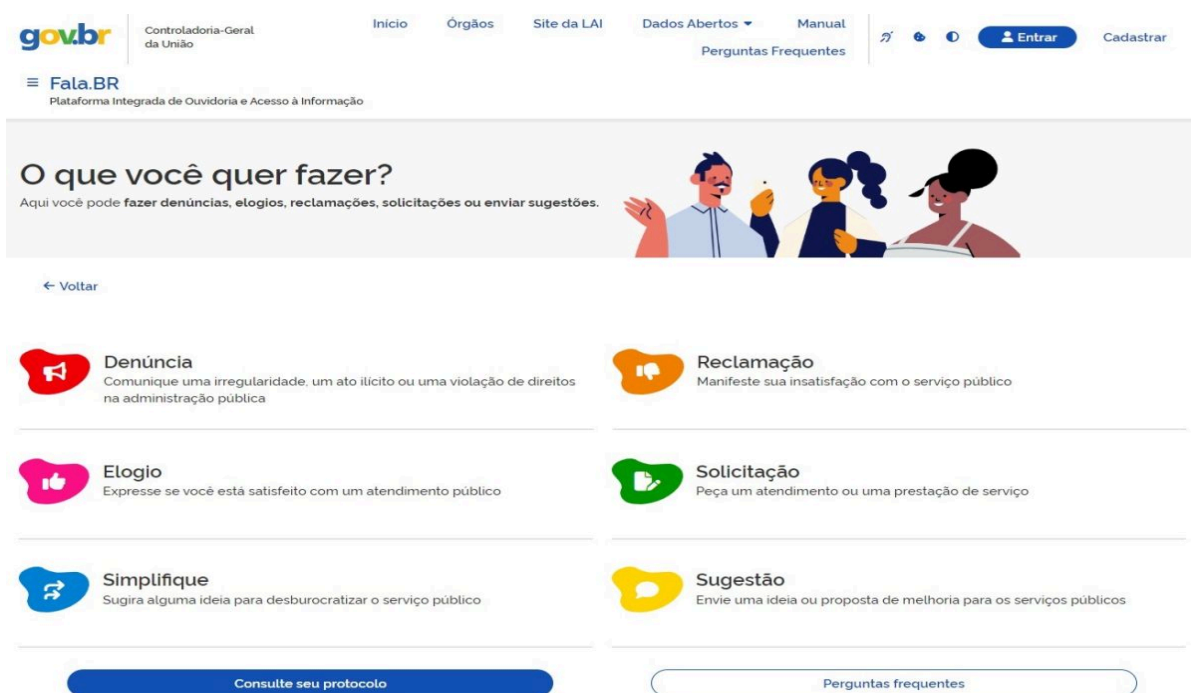 gov.br
Controladoria-Geral
da União
Início Órgãos Site da LAI Dados Abertos Manual
Perguntas Frequentes
Entrar
Cadastrar
Fala.BR
Plataforma Integrada de Ouvidoria e Acesso à Informação
O que você quer fazer?
Aqui você pode fazer denúncias, elogios, reclamações, solicitações ou enviar sugestões.
Voltar
Denúncia
Comunique uma irregularidade, um ato ilícito ou uma violação de direitos
na administração pública
Reclamação
Manifeste sua insatisfação com o serviço público
Elogio
Expresse se você está satisfeito com um atendimento público
Solicitação
Peça um atendimento ou uma prestação de serviço
Simplifique
Sugira alguma ideia para desburocratizar o serviço público
Sugestão
Envie uma ideia ou proposta de melhoria para os serviços públicos
Consulte seu protocolo
Perguntas frequentes